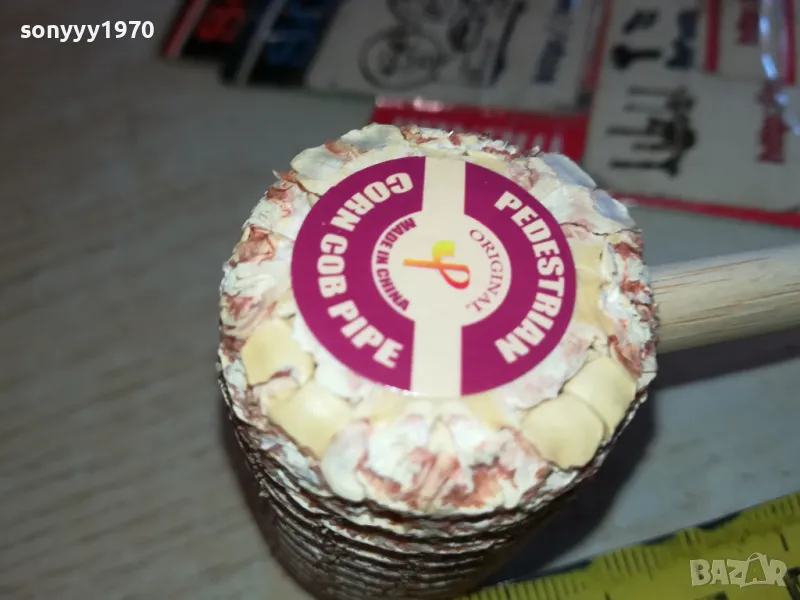 sonyyy1970
CORN COB PIPE
MADE IN CHINA
ORIGINAL
PEDESTRIAN
BAZAR